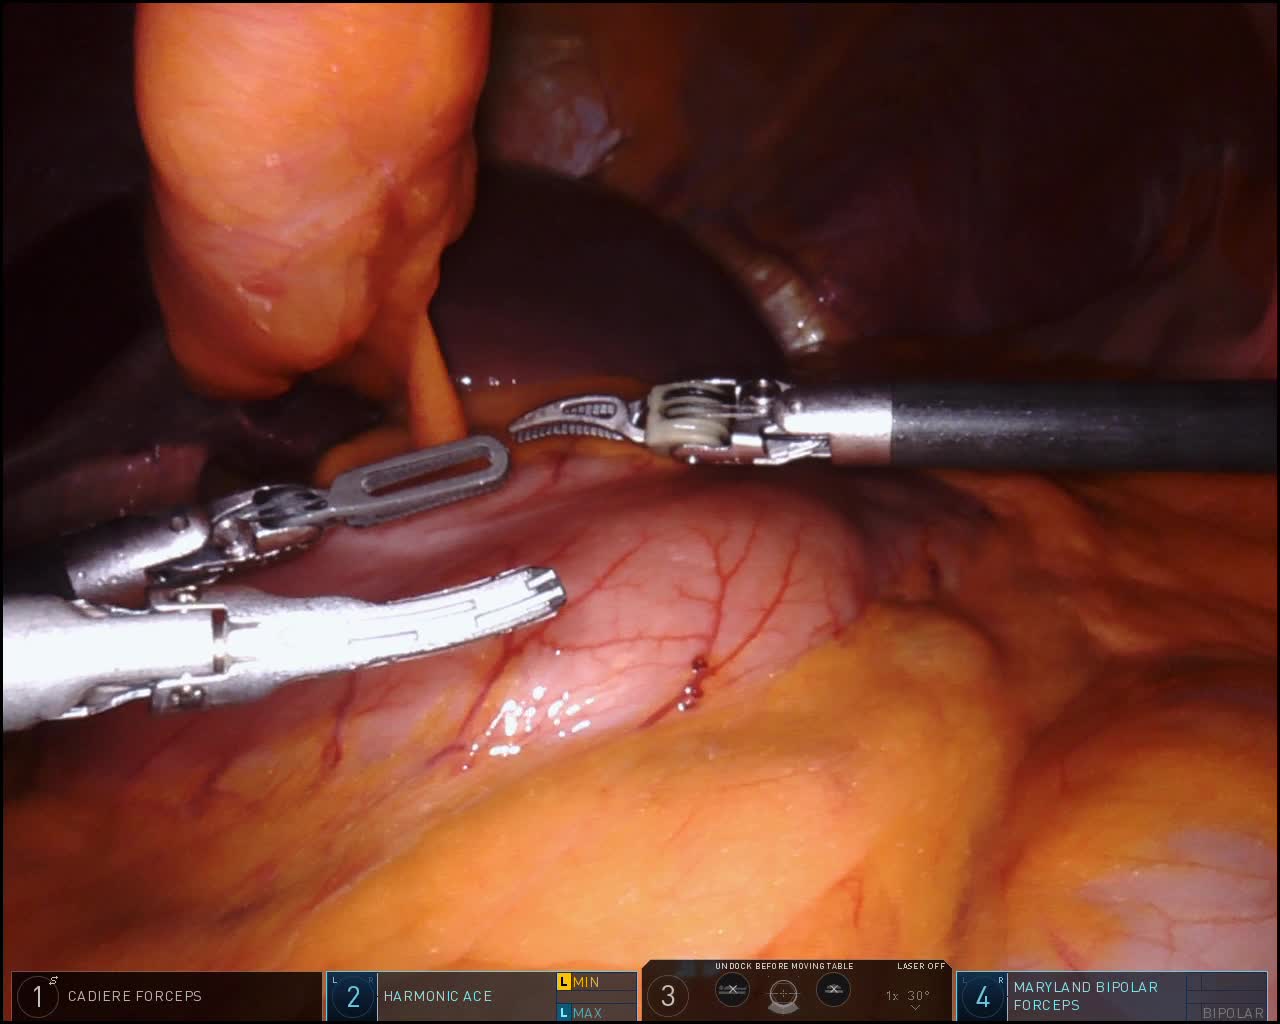 UNDOCK BEFORE MOVING TABLE LASER OFF
1 CADIERE FORCEPS
L R
2 HARMONIC ACE
L MIN
L MAX
3
1x 30°
L R
4 MARYLAND BIPOLAR
FORCEPS
BIPOLAR